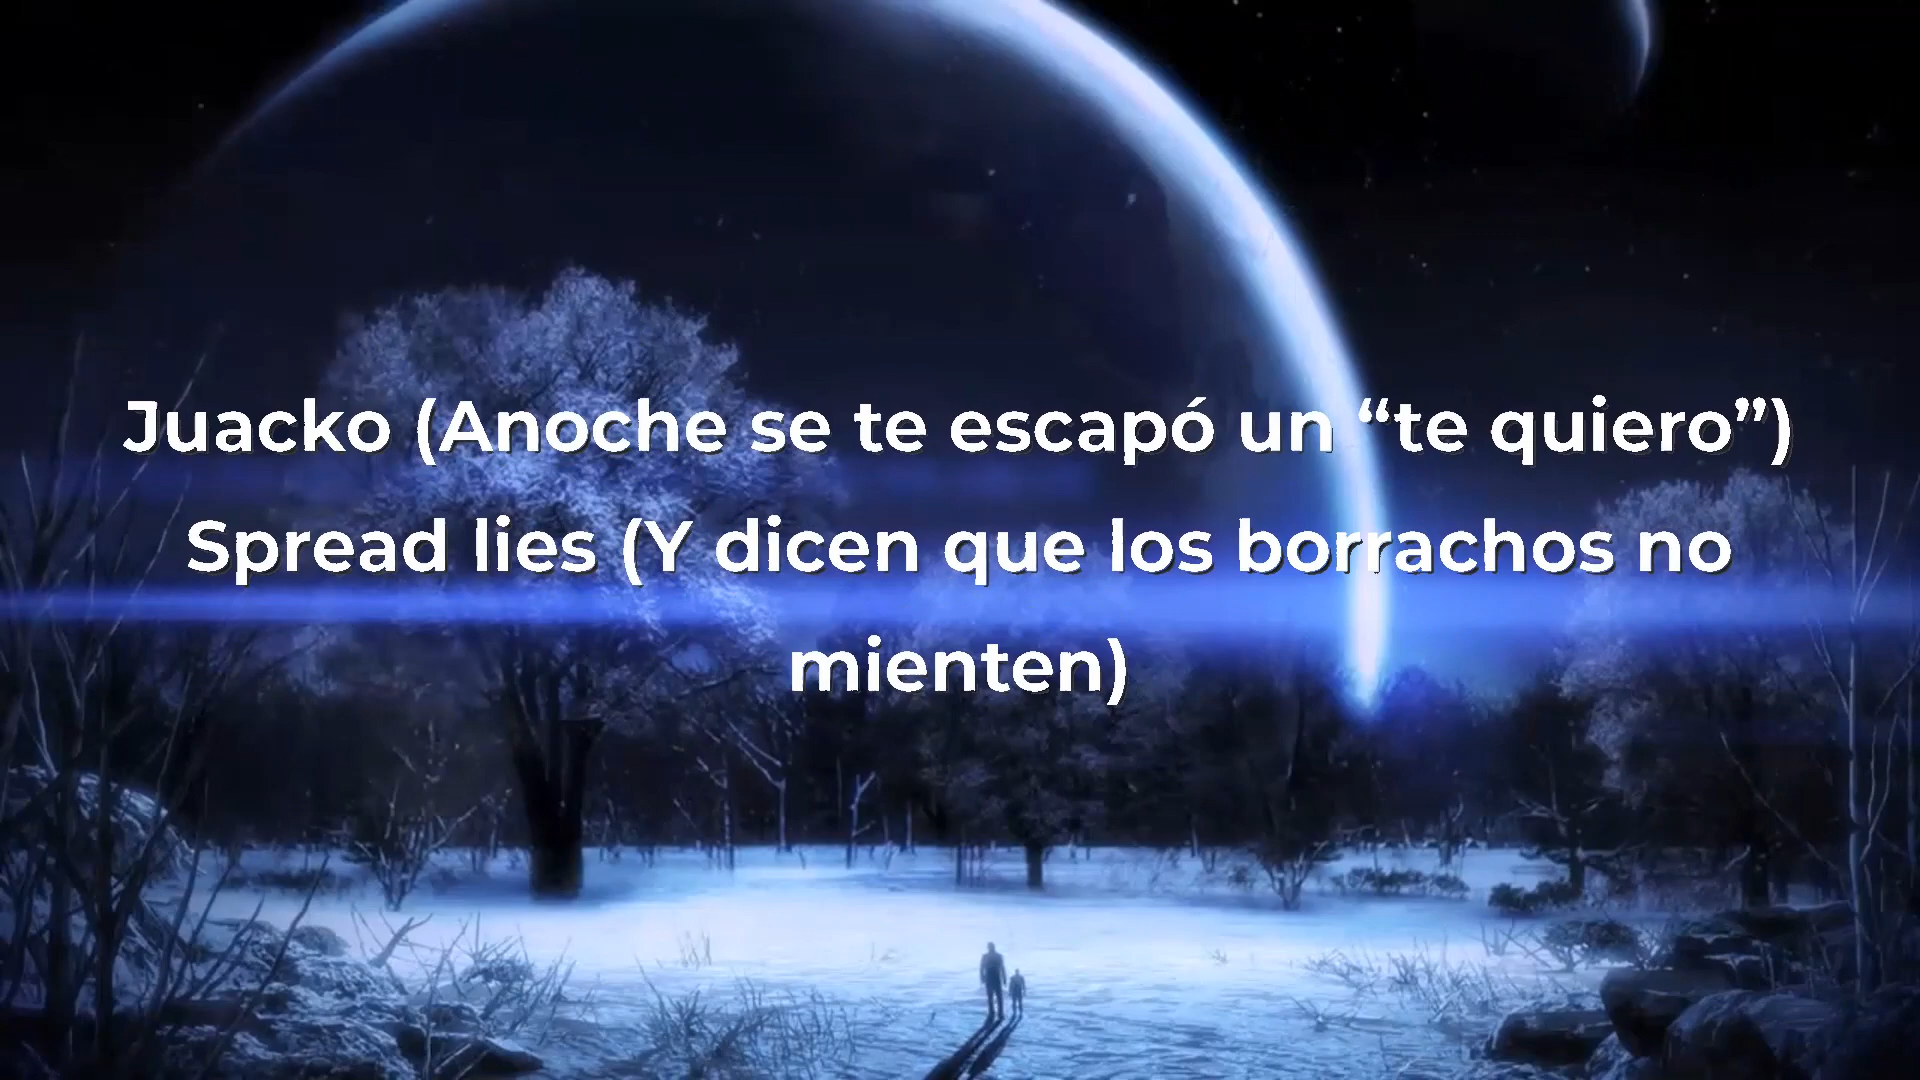 Juacko (Anoche se te escapó un “te quiero”)
Spread lies (Y dicen que los borrachos no
mienten)